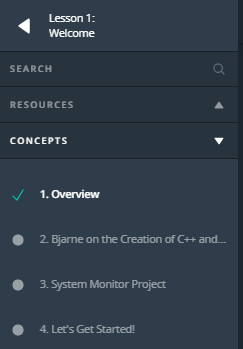 Lesson 1:
Welcome
SEARCH
RESOURCES
CONCEPTS
1. Overview
2. Bjarne on the Creation of C++ and...
3. System Monitor Project
4. Let's Get Started!